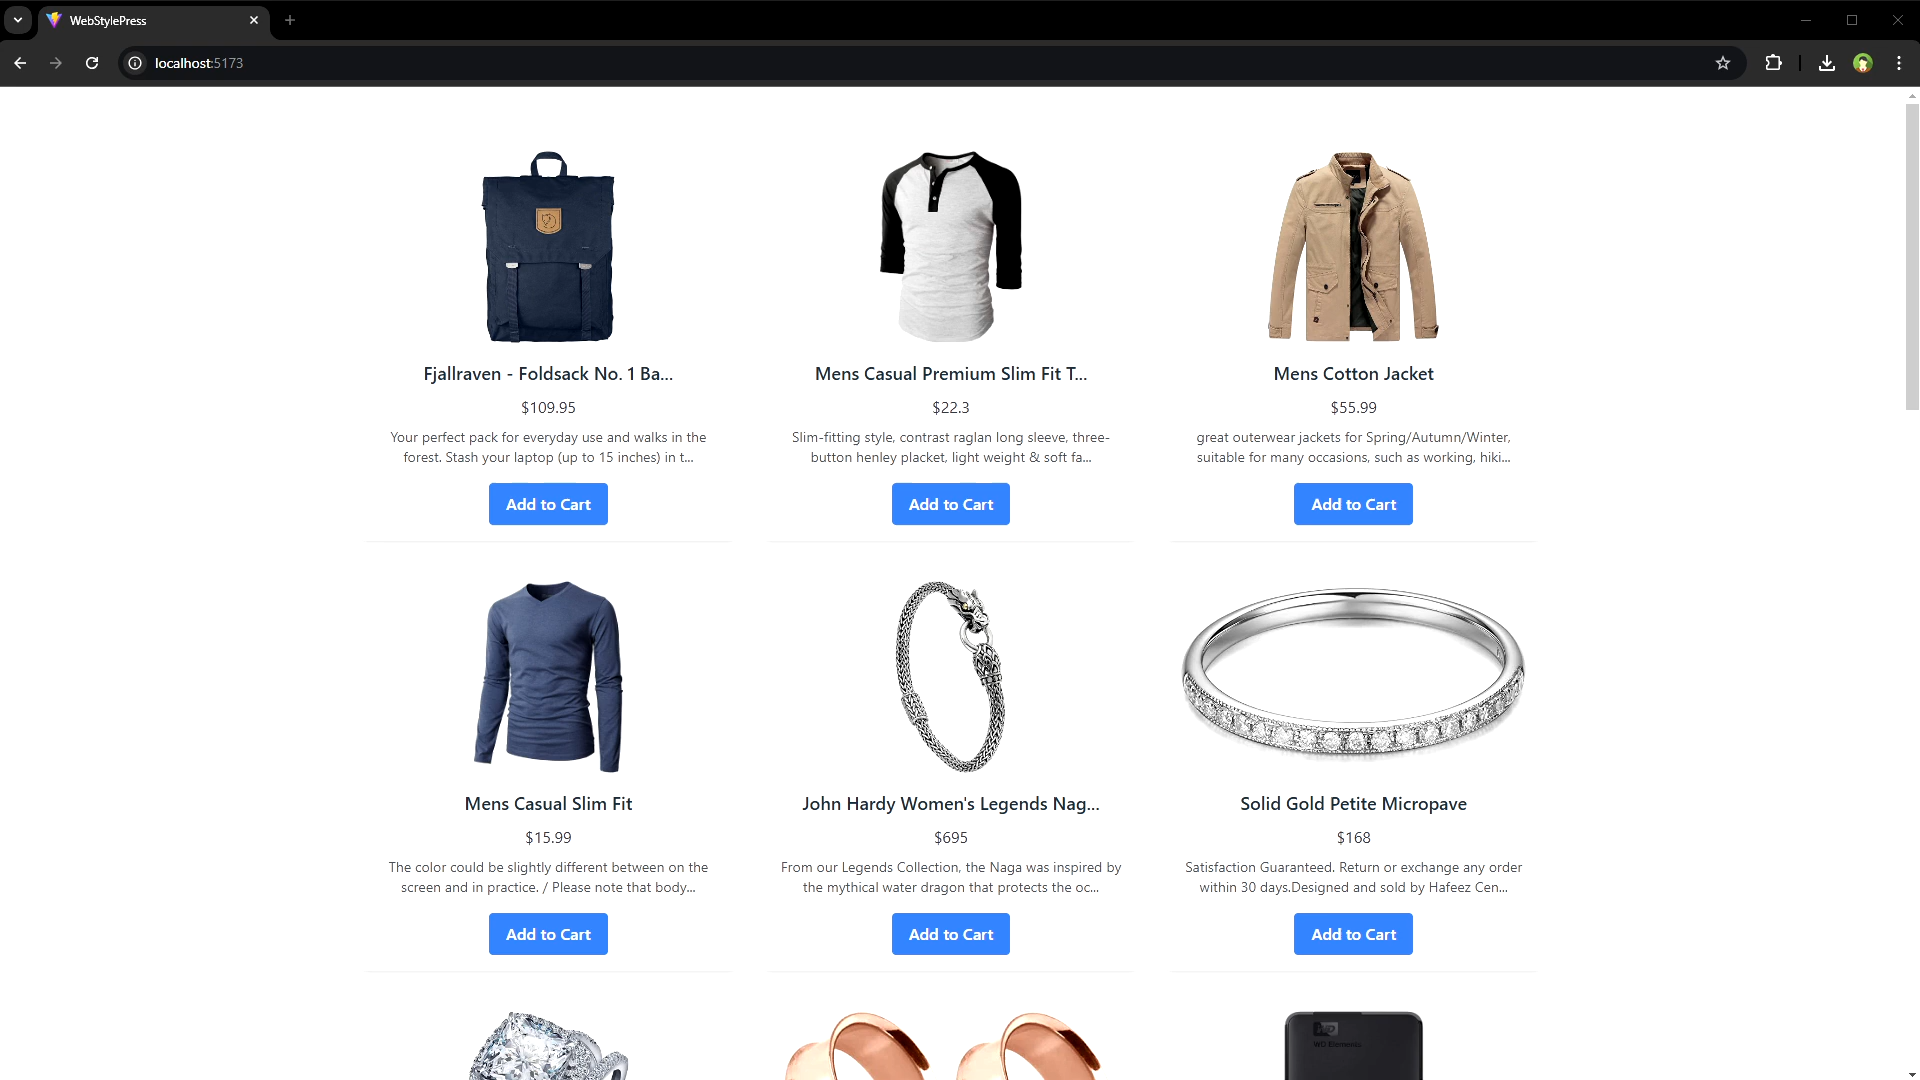 WebStylePress
localhost:5173
Fjallraven - Foldsack No. 1 Ba...
$109.95
Your perfect pack for everyday use and walks in the
forest. Stash your laptop (up to 15 inches) in t...
Add to Cart
Mens Casual Premium Slim Fit T...
$22.3
Slim-fitting style, contrast raglan long sleeve, three-
button henley placket, light weight & soft fa...
Add to Cart
Mens Cotton Jacket
$55.99
great outerwear jackets for Spring/Autumn/Winter,
suitable for many occasions, such as working, hiki...
Add to Cart
Mens Casual Slim Fit
$15.99
The color could be slightly different between on the
screen and in practice. / Please note that body...
Add to Cart
John Hardy Women's Legends Nag...
$695
From our Legends Collection, the Naga was inspired by
the mythical water dragon that protects the oc...
Add to Cart
Solid Gold Petite Micropave
$168
Satisfaction Guaranteed. Return or exchange any order
within 30 days.Designed and sold by Hafeez Cen...
Add to Cart
WD
WD Elements